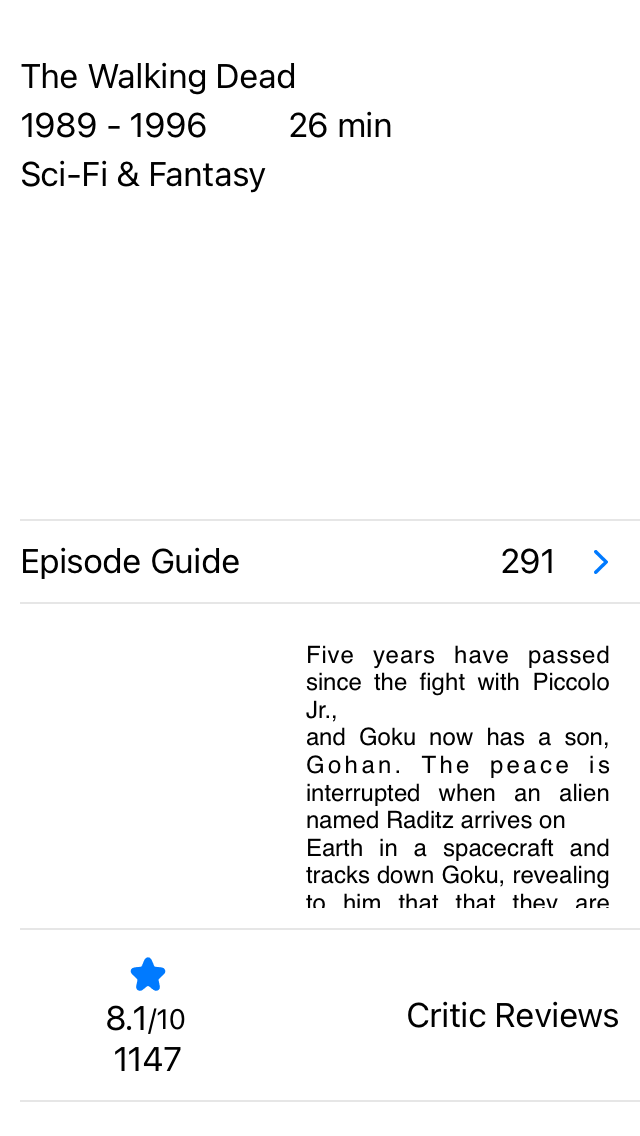 The Walking Dead
1989 - 1996 26 min
Sci-Fi & Fantasy
Episode Guide 291
Five years have passed
since the fight with Piccolo
Jr.,
and Goku now has a son,
Gohan. The peace is
interrupted when an alien
named Raditz arrives on
Earth in a spacecraft and
tracks down Goku, revealing
to him that that they are
8.1/10
1147
Critic Reviews